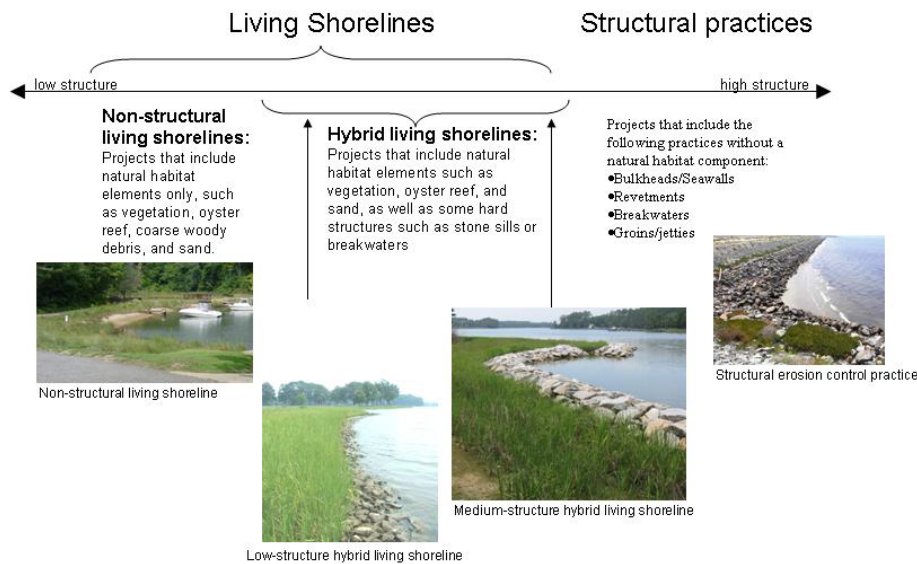 Living Shorelines
Structural practices
low structure
high structure
Non-structural
living shorelines:
Projects that include
natural habitat
elements only, such
as vegetation, oyster
reef, coarse woody
debris, and sand.
Hybrid living shorelines:
Projects that include natural
habitat elements such as
vegetation, oyster reef, and
sand, as well as some hard
structures such as stone sills or
breakwaters
Projects that include the
following practices without a
natural habitat component:
•Bulkheads/Seawalls
•Revetments
•Breakwaters
•Groins/jetties
Non-structural living shoreline
Low-structure hybrid living shoreline
Medium-structure hybrid living shoreline
Structural erosion control practice